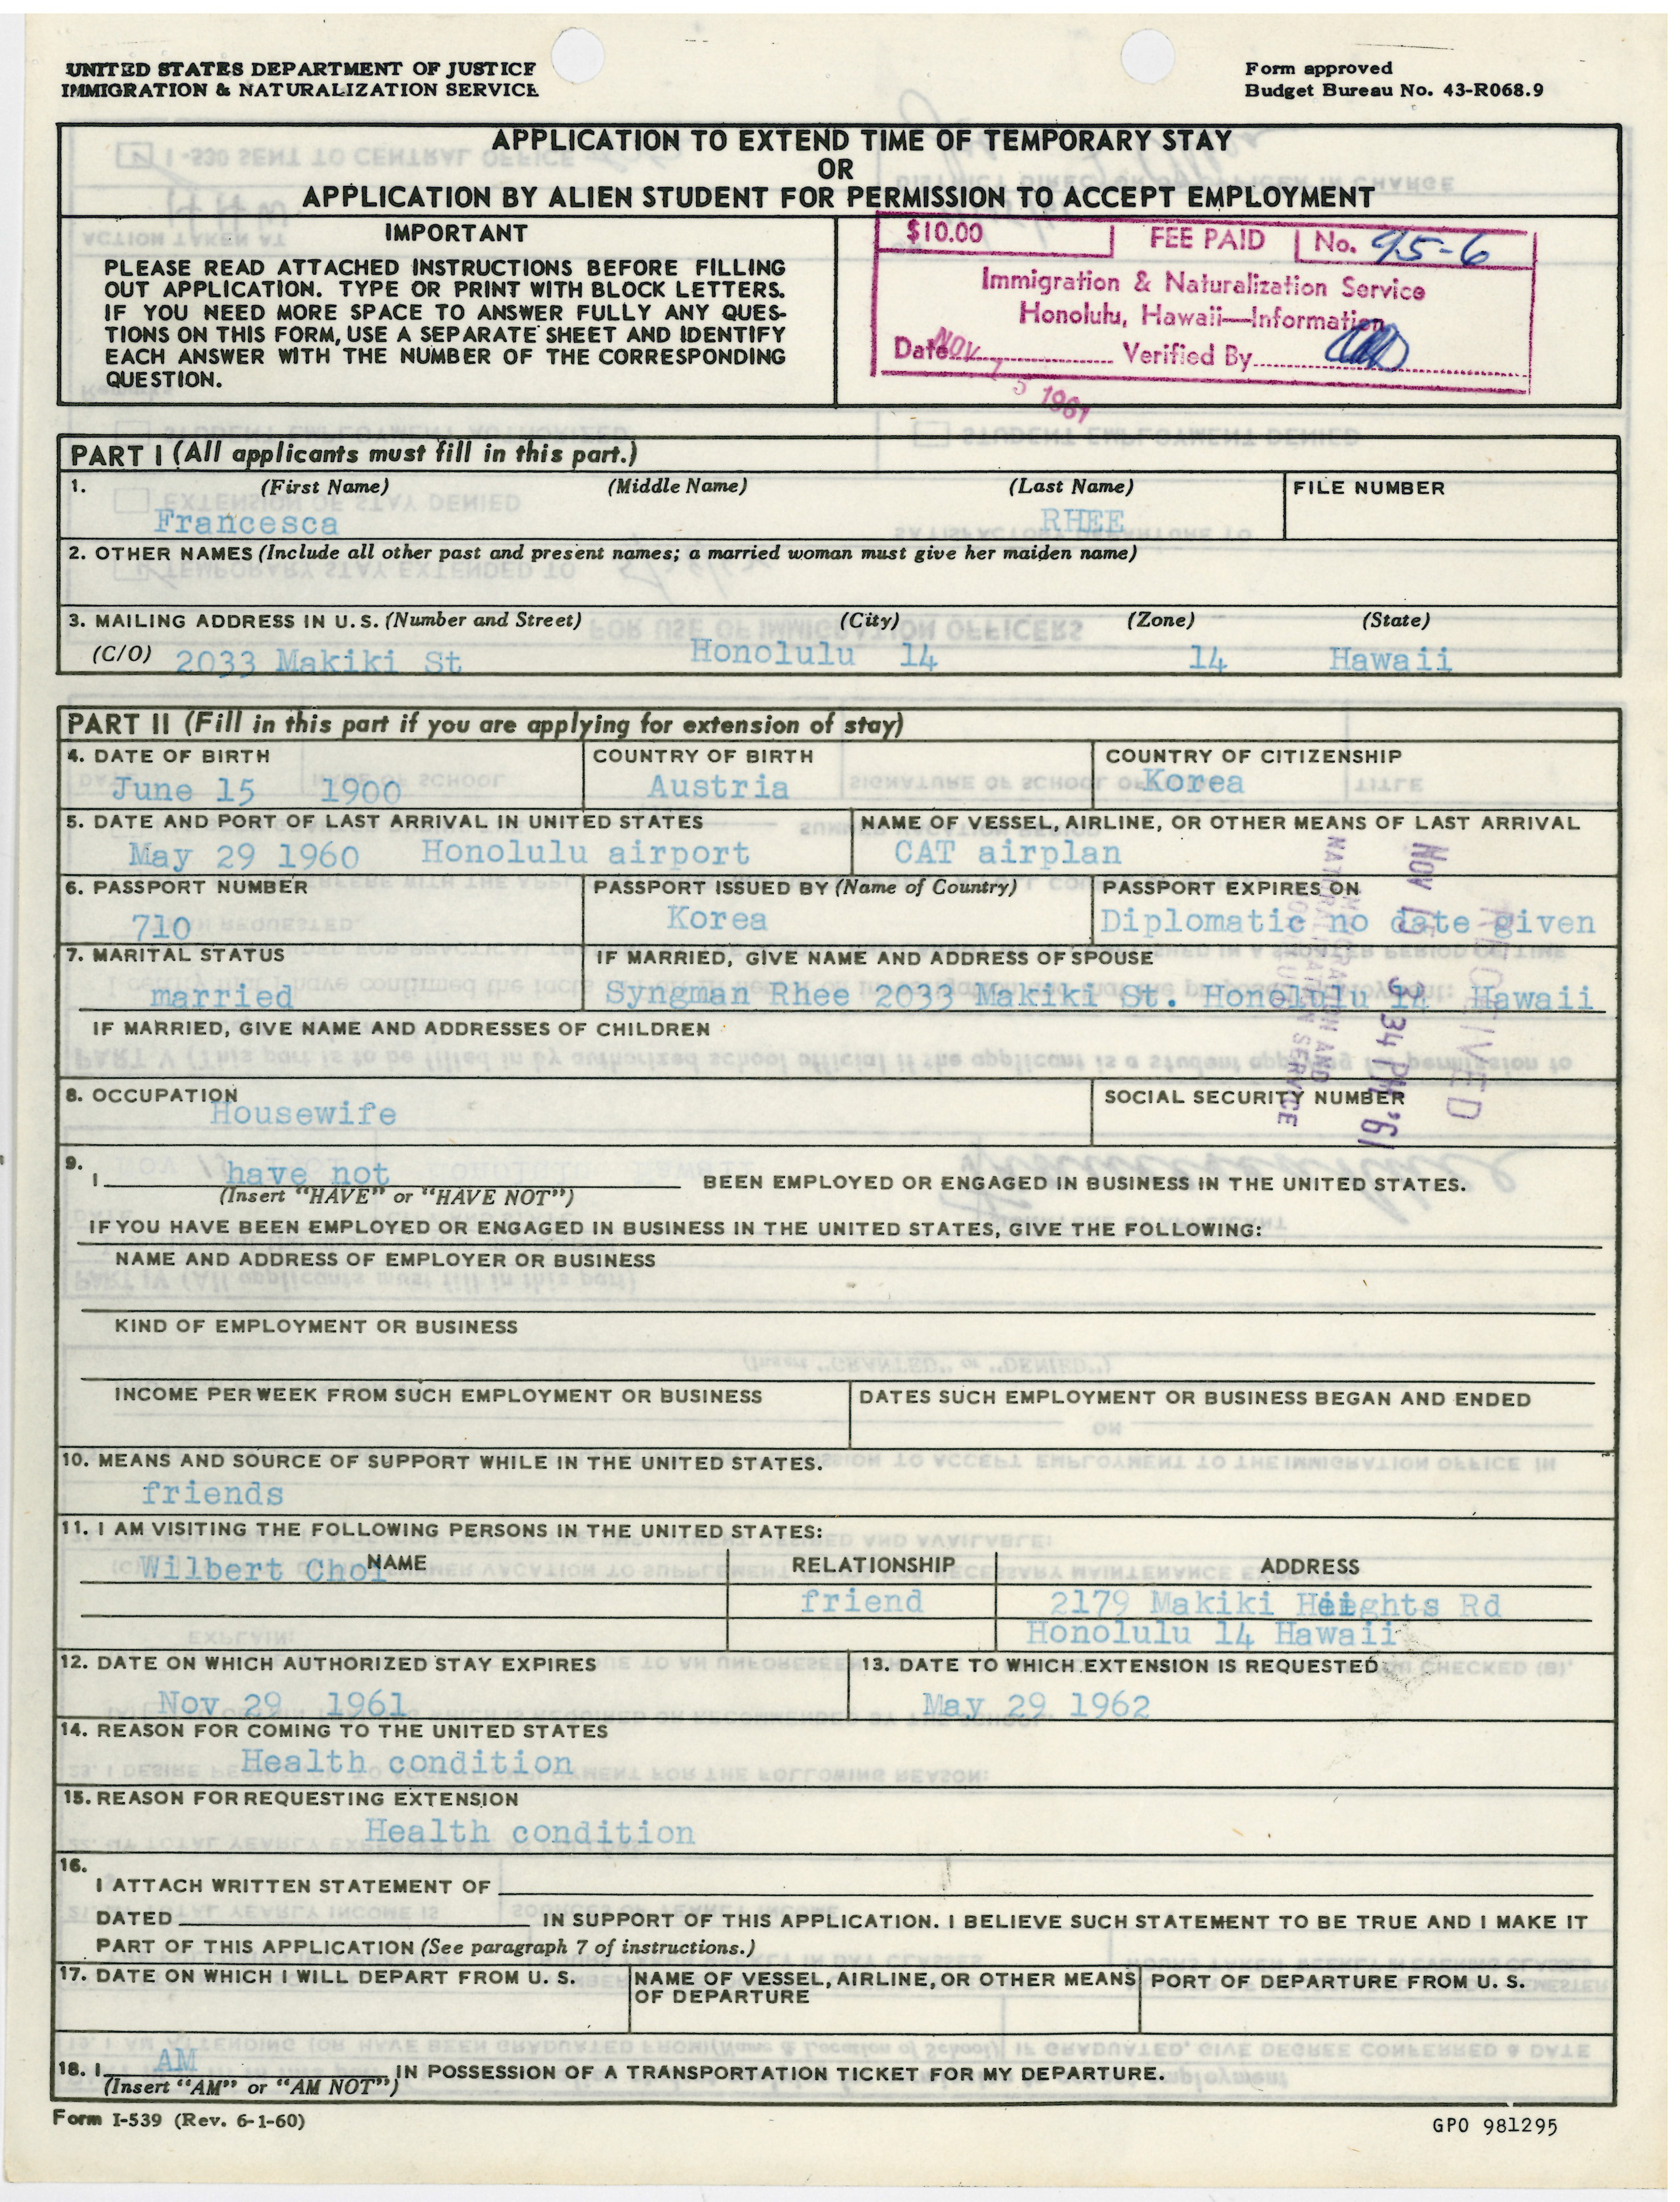 UNITED STATES DEPARTMENT OF JUSTICE
IMMIGRATION & NATURALIZATION SERVICE
Form approved
Budget Bureau No. 43-R068.9
APPLICATION TO EXTEND TIME OF TEMPORARY STAY
OR
APPLICATION BY ALIEN STUDENT FOR PERMISSION TO ACCEPT EMPLOYMENT
IMPORTANT
PLEASE READ ATTACHED INSTRUCTIONS BEFORE FILLING
OUT APPLICATION. TYPE OR PRINT WITH BLOCK LETTERS.
IF YOU NEED MORE SPACE TO ANSWER FULLY ANY QUES-
TIONS ON THIS FORM, USE A SEPARATE SHEET AND IDENTIFY
EACH ANSWER WITH THE NUMBER OF THE CORRESPONDING
QUESTION.
$10.00 FEE PAID No. 95-6
Immigration & Naturalization Service
Honolulu, Hawaii—Information
Date NOV 15 1961 Verified By
PART I (All applicants must fill in this part.)
1. (First Name) (Middle Name) (Last Name) FILE NUMBER
Francesca RHEE
2. OTHER NAMES (Include all other past and present names; a married woman must give her maiden name)
3. MAILING ADDRESS IN U.S. (Number and Street) (City) (Zone) (State)
(C/O) 2033 Makiki St Honolulu 14 14 Hawaii
PART II (Fill in this part if you are applying for extension of stay)
4. DATE OF BIRTH COUNTRY OF BIRTH COUNTRY OF CITIZENSHIP
June 15 1900 Austria Korea
5. DATE AND PORT OF LAST ARRIVAL IN UNITED STATES NAME OF VESSEL, AIRLINE, OR OTHER MEANS OF LAST ARRIVAL
May 29 1960 Honolulu airport CAT airplan
6. PASSPORT NUMBER PASSPORT ISSUED BY (Name of Country) PASSPORT EXPIRES ON
710 Korea Diplomatic no date given
7. MARITAL STATUS IF MARRIED, GIVE NAME AND ADDRESS OF SPOUSE
married Syngman Rhee 2033 Makiki St. Honolulu 14 Hawaii
IF MARRIED, GIVE NAME AND ADDRESSES OF CHILDREN
RECEIVED
NOV 15 3 34 PM '61
IMMIGRATION AND
NATURALIZATION SERVICE
HONOLULU
8. OCCUPATION SOCIAL SECURITY NUMBER
Housewife
9.
I have not BEEN EMPLOYED OR ENGAGED IN BUSINESS IN THE UNITED STATES.
(Insert "HAVE" or "HAVE NOT")
IF YOU HAVE BEEN EMPLOYED OR ENGAGED IN BUSINESS IN THE UNITED STATES, GIVE THE FOLLOWING:
NAME AND ADDRESS OF EMPLOYER OR BUSINESS
KIND OF EMPLOYMENT OR BUSINESS
INCOME PER WEEK FROM SUCH EMPLOYMENT OR BUSINESS DATES SUCH EMPLOYMENT OR BUSINESS BEGAN AND ENDED
10. MEANS AND SOURCE OF SUPPORT WHILE IN THE UNITED STATES.
friends
11. I AM VISITING THE FOLLOWING PERSONS IN THE UNITED STATES:
NAME RELATIONSHIP ADDRESS
Wilbert Choi
friend 2179 Makiki Heights Rd
Honolulu 14 Hawaii
12. DATE ON WHICH AUTHORIZED STAY EXPIRES 13. DATE TO WHICH EXTENSION IS REQUESTED
Nov 29 1961 May 29 1962
14. REASON FOR COMING TO THE UNITED STATES
Health condition
15. REASON FOR REQUESTING EXTENSION
Health condition
16.
I ATTACH WRITTEN STATEMENT OF
DATED IN SUPPORT OF THIS APPLICATION. I BELIEVE SUCH STATEMENT TO BE TRUE AND I MAKE IT
PART OF THIS APPLICATION (See paragraph 7 of instructions.)
17. DATE ON WHICH I WILL DEPART FROM U. S. NAME OF VESSEL, AIRLINE, OR OTHER MEANS PORT OF DEPARTURE FROM U. S.
OF DEPARTURE
18. I AM IN POSSESSION OF A TRANSPORTATION TICKET FOR MY DEPARTURE.
(Insert "AM" or "AM NOT")
Form I-539 (Rev. 6-1-60)
GPO 981295